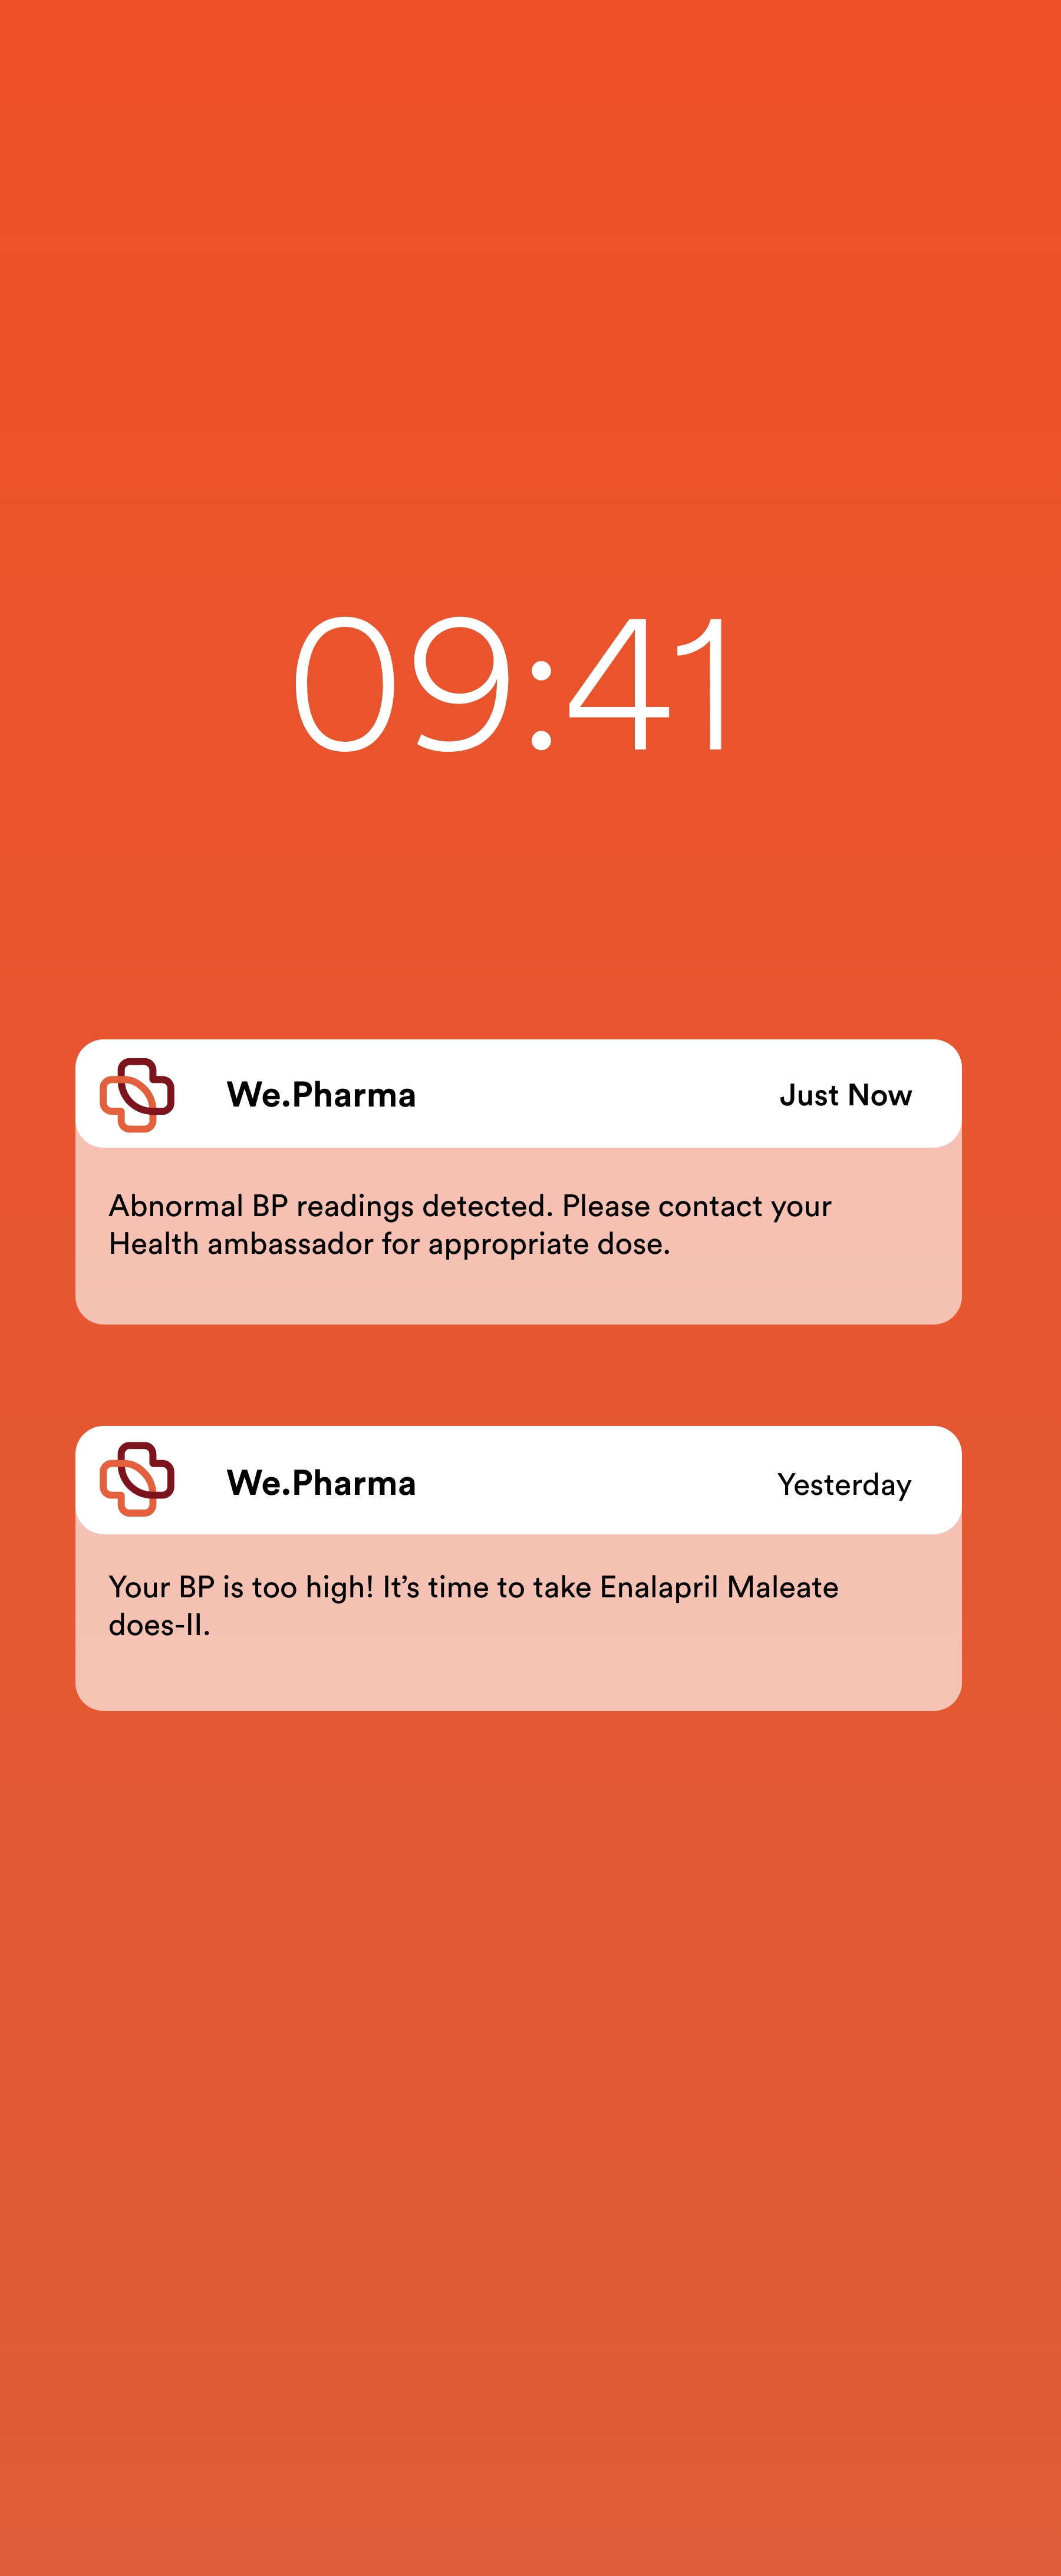 09:41
We.Pharma
Just Now
Abnormal BP readings detected. Please contact your
Health ambassador for appropriate dose.
We.Pharma
Yesterday
Your BP is too high! It’s time to take Enalapril Maleate
does-II.